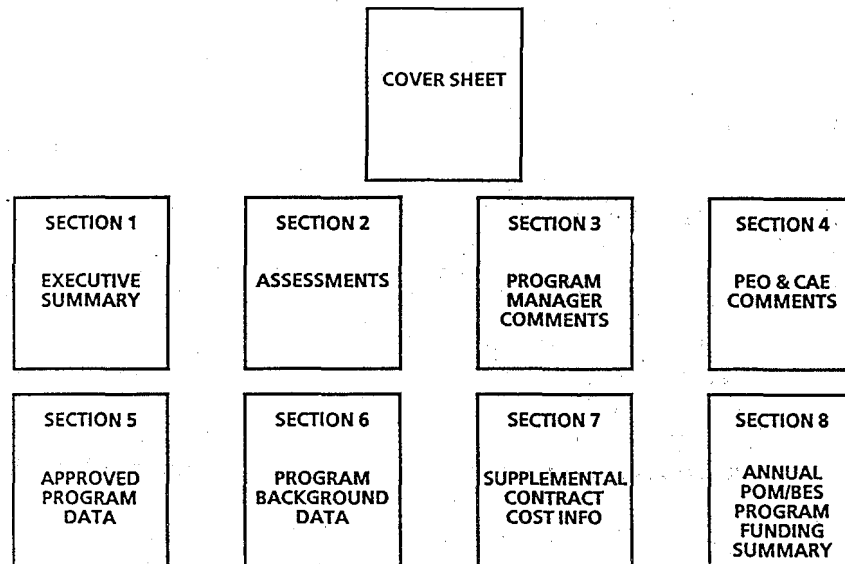 COVER SHEET
SECTION 1
EXECUTIVE
SUMMARY
SECTION 2
ASSESSMENTS
SECTION 3
PROGRAM
MANAGER
COMMENTS
SECTION 4
PEO & CAE
COMMENTS
SECTION 5
APPROVED
PROGRAM
DATA
SECTION 6
PROGRAM
BACKGROUND
DATA
SECTION 7
SUPPLEMENTAL
CONTRACT
COST INFO
SECTION 8
ANNUAL
POM/BES
PROGRAM
FUNDING
SUMMARY